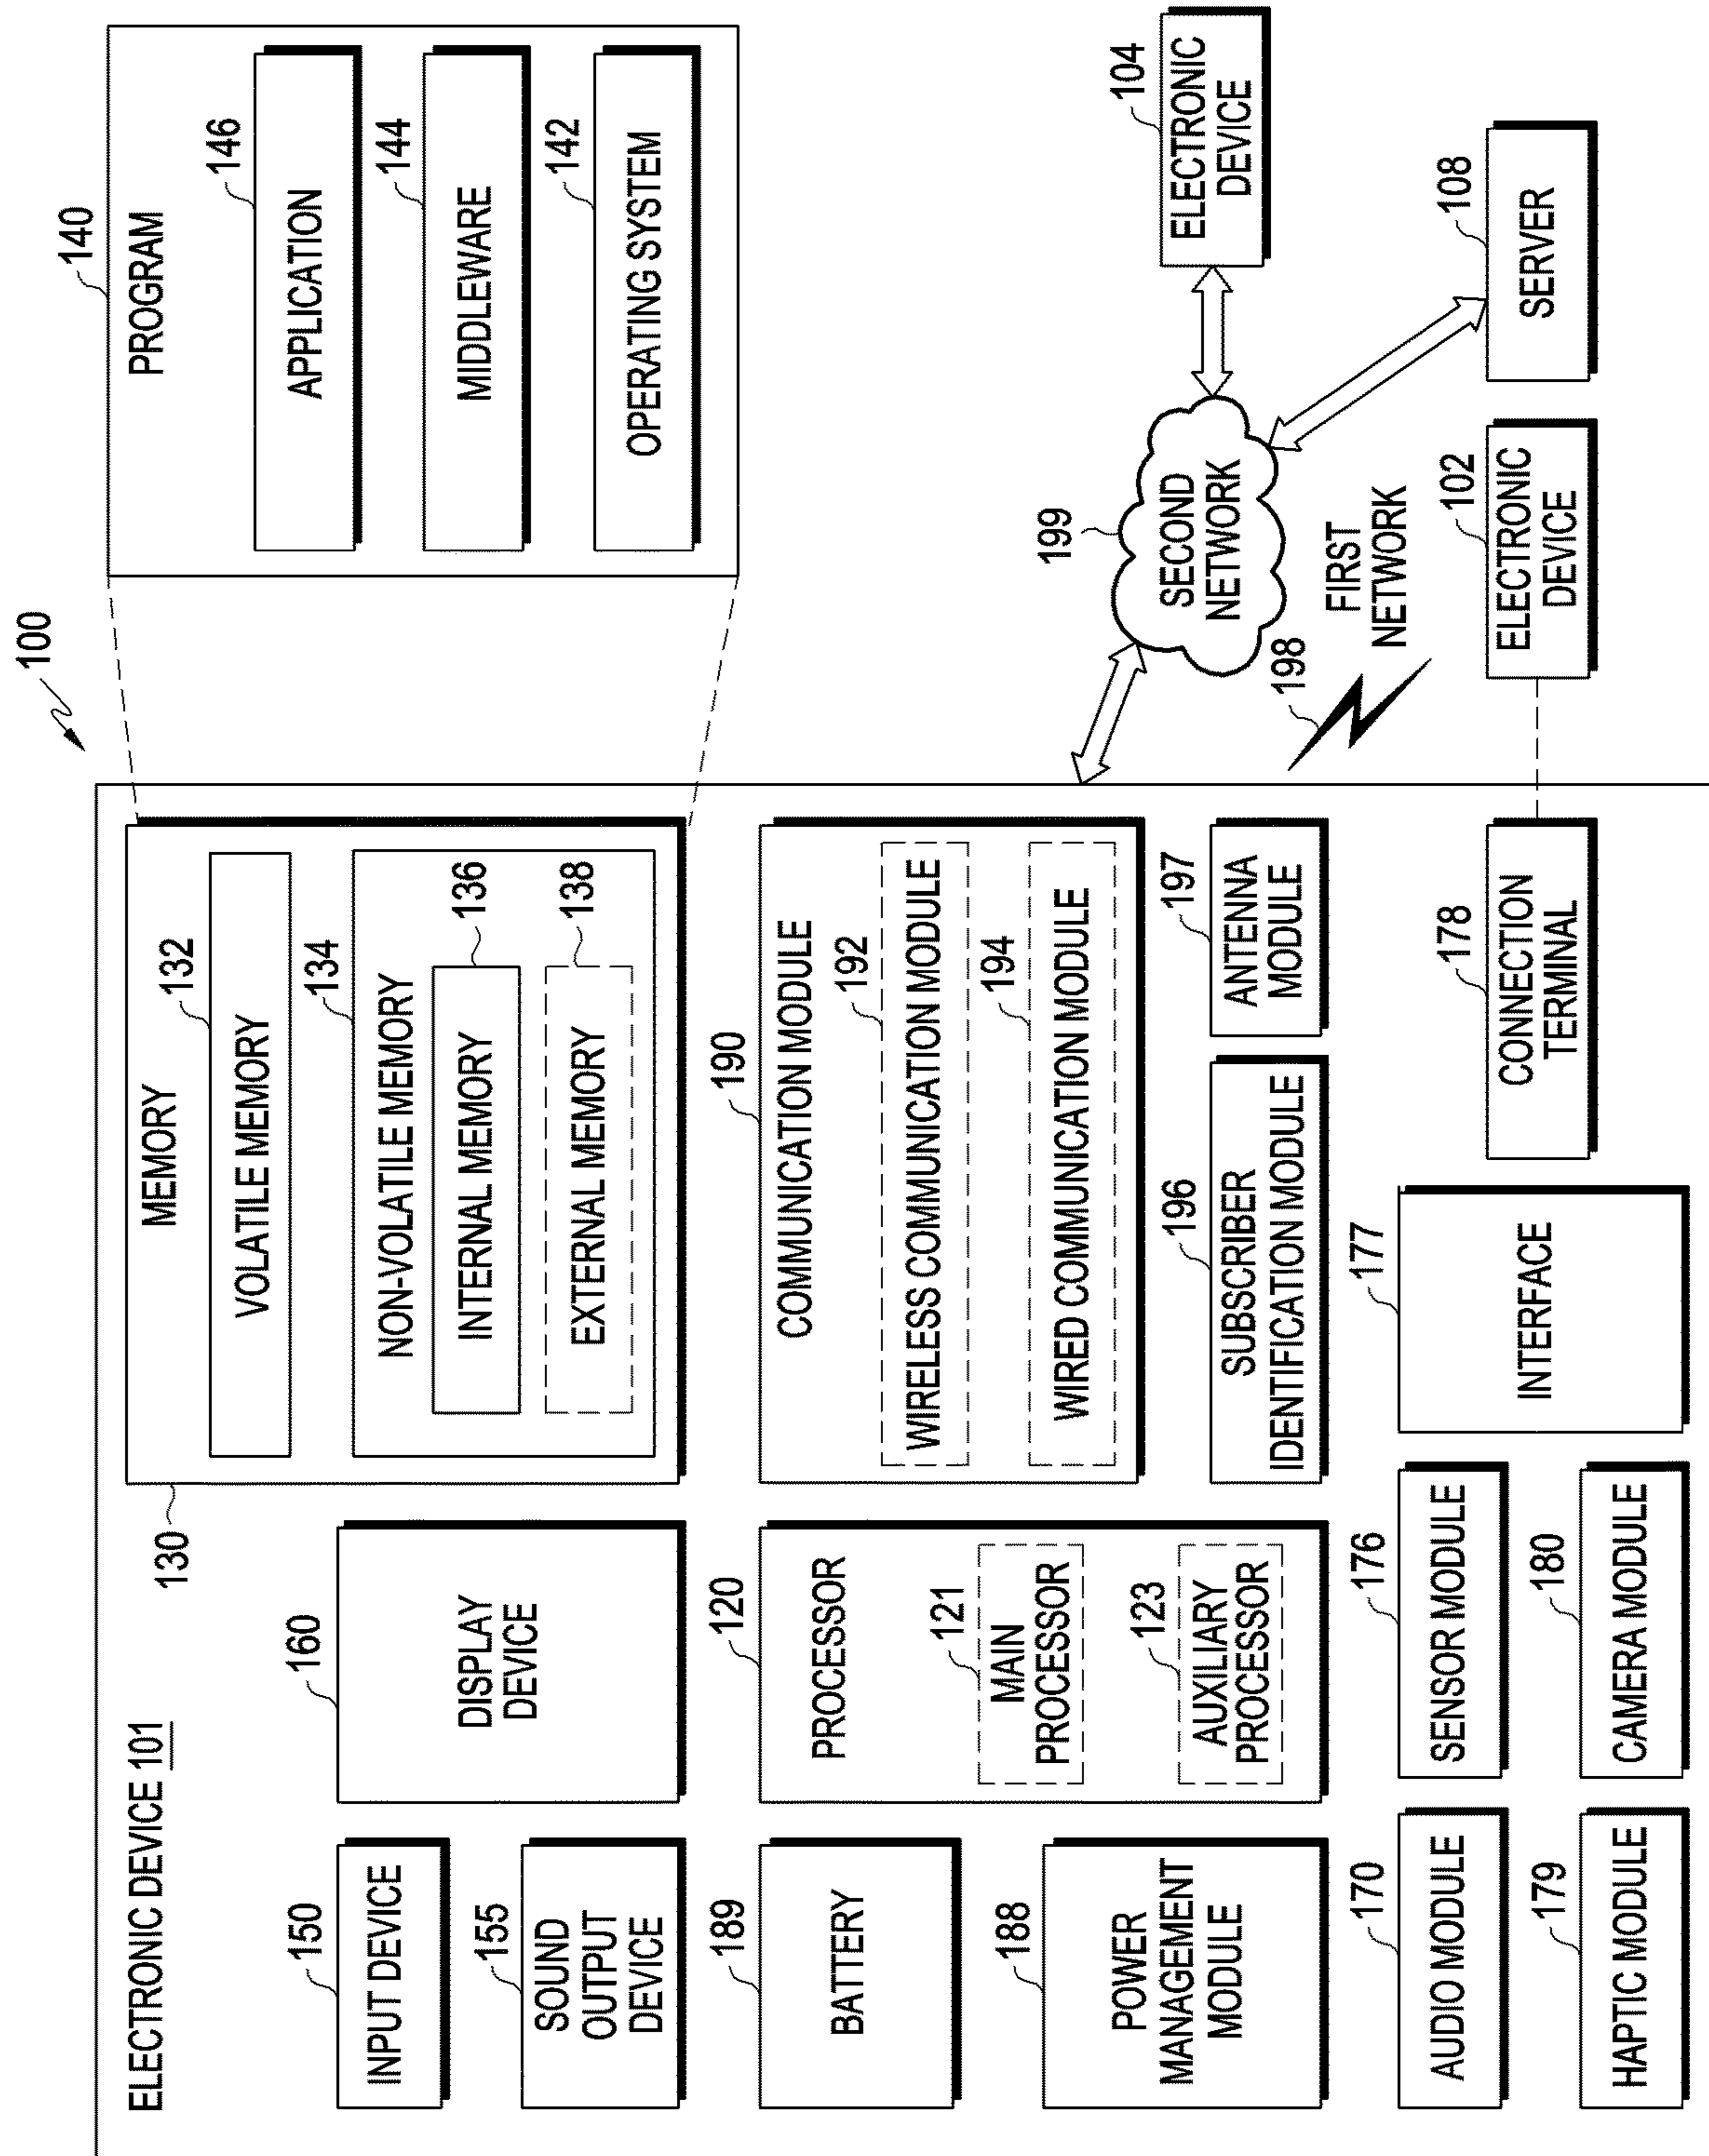 100
ELECTRONIC DEVICE 101
150
INPUT DEVICE
155
SOUND
OUTPUT
DEVICE
160
DISPLAY
DEVICE
130
MEMORY
132
VOLATILE MEMORY
134
NON-VOLATILE MEMORY
136
INTERNAL MEMORY
138
EXTERNAL MEMORY
140
PROGRAM
146
APPLICATION
144
MIDDLEWARE
142
OPERATING SYSTEM
189
BATTERY
188
POWER
MANAGEMENT
MODULE
120
PROCESSOR
121
MAIN
PROCESSOR
123
AUXILIARY
PROCESSOR
190
COMMUNICATION MODULE
192
WIRELESS COMMUNICATION MODULE
194
WIRED COMMUNICATION MODULE
196
SUBSCRIBER
IDENTIFICATION MODULE
197
ANTENNA
MODULE
199
SECOND
NETWORK
104
ELECTRONIC
DEVICE
198
FIRST
NETWORK
170
AUDIO MODULE
176
SENSOR MODULE
177
INTERFACE
178
CONNECTION
TERMINAL
102
ELECTRONIC
DEVICE
108
SERVER
179
HAPTIC MODULE
180
CAMERA MODULE